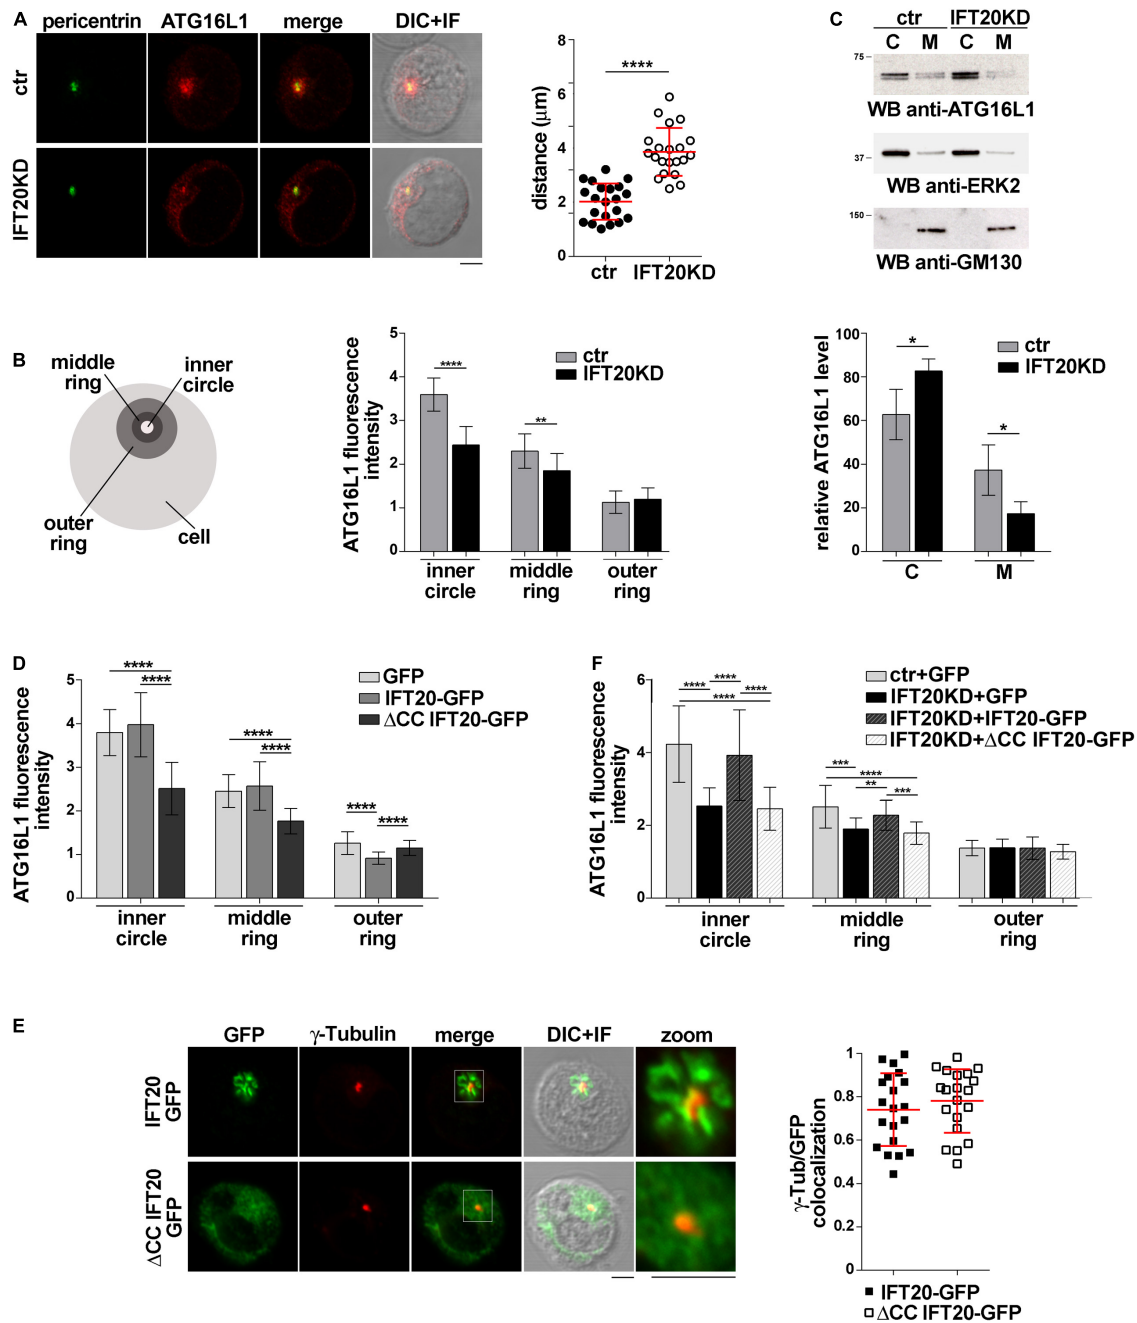 A
pericentrin ATG16L1 merge DIC+IF
ctr
IFT20KD
distance (μm)
8
6
4
2
0
****
ctr IFT20KD
C
ctr IFT20KD
C M C M
75
WB anti-ATG16L1
37
WB anti-ERK2
150
WB anti-GM130
B
middle ring
inner circle
outer ring
cell
ATG16L1 fluorescence intensity
5
4
3
2
1
0
ctr
IFT20KD
****
**
inner circle
middle ring
outer ring
relative ATG16L1 level
100
80
60
40
20
0
ctr
IFT20KD
*
*
C M
D
ATG16L1 fluorescence intensity
5
4
3
2
1
0
GFP
IFT20-GFP
ΔCC IFT20-GFP
****
****
****
****
**** ****
inner circle
middle ring
outer ring
F
ATG16L1 fluorescence intensity
6
4
2
0
ctr+GFP
IFT20KD+GFP
IFT20KD+IFT20-GFP
IFT20KD+ΔCC IFT20-GFP
**** **** ****
****
***
****
**
***
inner circle
middle ring
outer ring
E
GFP γ-Tubulin merge DIC+IF zoom
IFT20 GFP
ΔCC IFT20 GFP
γ-Tub/GFP colocalization
1
0.8
0.6
0.4
0.2
0
IFT20-GFP
ΔCC IFT20-GFP